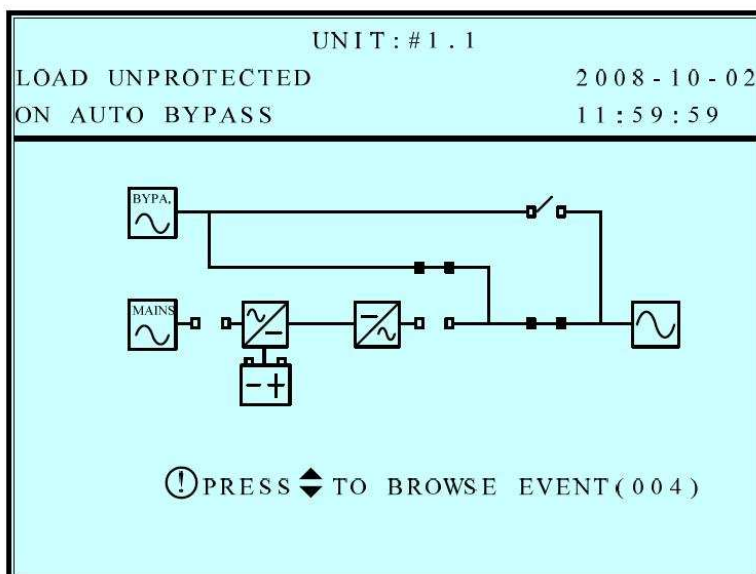 UNIT:#1.1
LOAD UNPROTECTED 2008-10-02
ON AUTO BYPASS 11:59:59
BYPA,
MAINS
PRESS TO BROWSE EVENT(004)